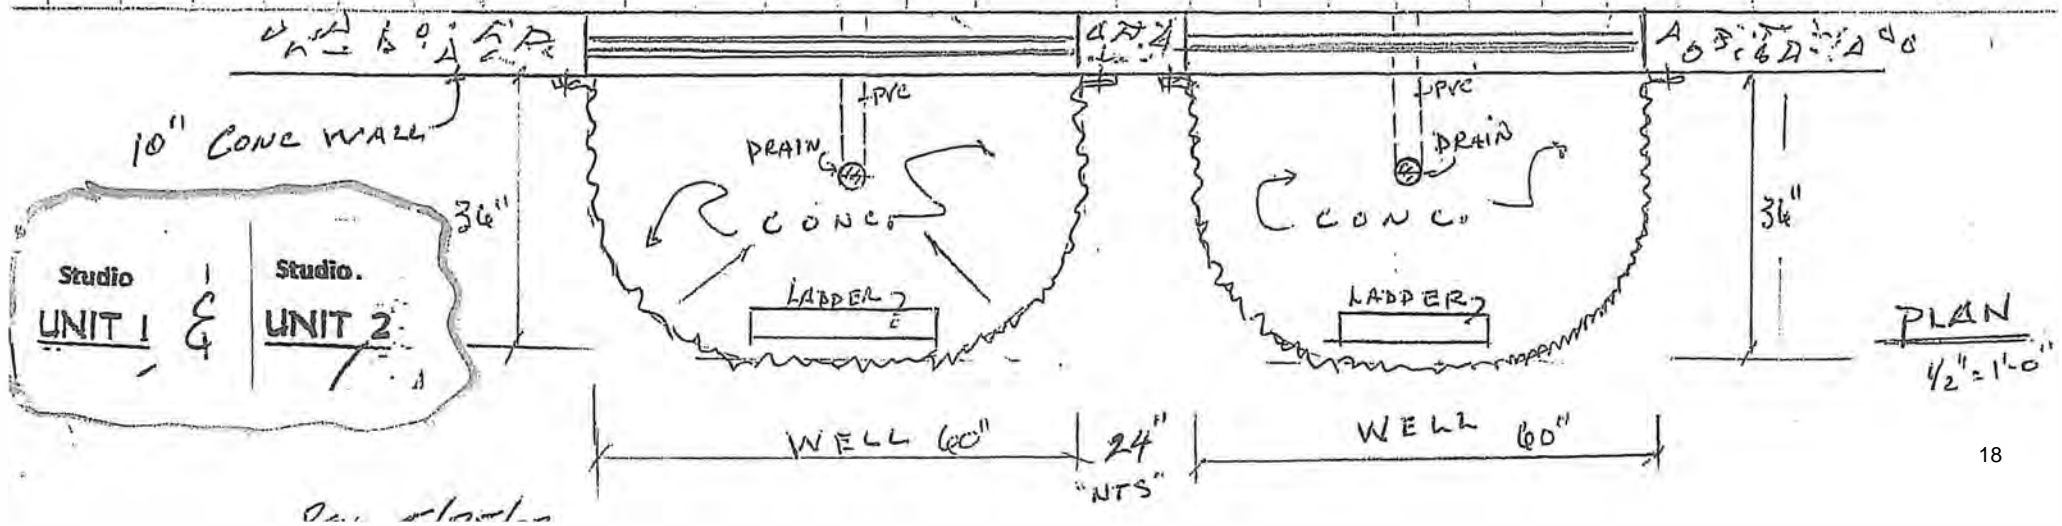 10" CONC WALL
PVC
DRAIN
CONC.
LADDER
36"
PVC
DRAIN
CONC.
LADDER
36"
Studio
UNIT 1
&
Studio.
UNIT 2
PLAN
1/2" = 1'-0"
WELL 60"
24"
"NTS"
WELL 60"
18